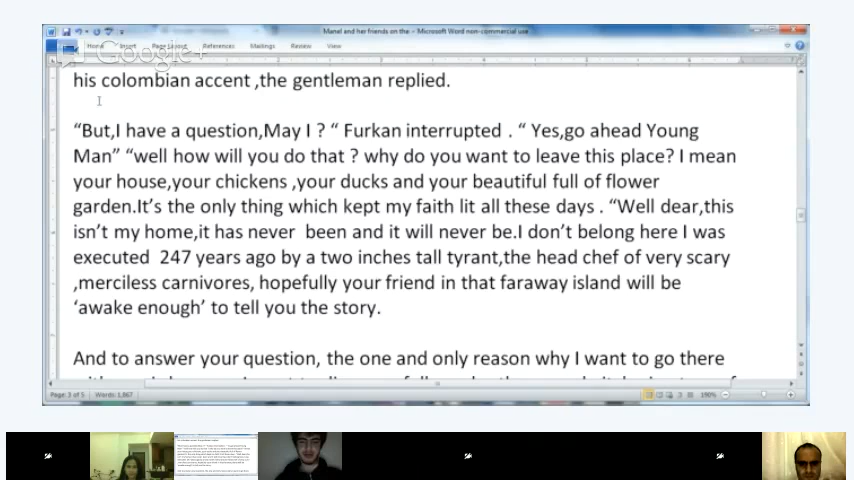 Manel and her friends on the - Microsoft Word non-commercial use
Home Insert Page Layout References Mailings Review View
Google+
his colombian accent ,the gentleman replied.
“But,I have a question,May I ? “ Furkan interrupted . “ Yes,go ahead Young
Man” “well how will you do that ? why do you want to leave this place? I mean
your house,your chickens ,your ducks and your beautiful full of flower
garden.It’s the only thing which kept my faith lit all these days . “Well dear,this
isn’t my home,it has never been and it will never be.I don’t belong here I was
executed 247 years ago by a two inches tall tyrant,the head chef of very scary
,merciless carnivores, hopefully your friend in that faraway island will be
‘awake enough’ to tell you the story.
And to answer your question, the one and only reason why I want to go there
Page: 3 of 5 Words: 1,867 190%